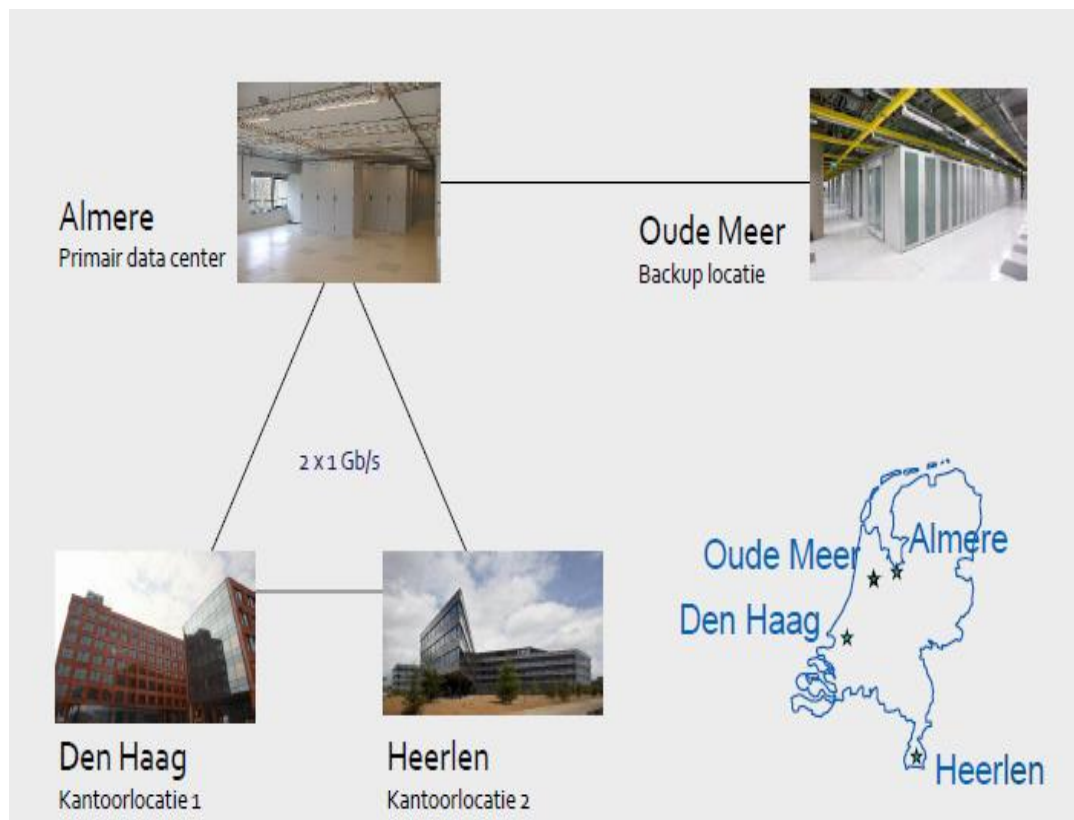 Almere
Primair data center
Oude Meer
Backup locatie
2 x 1 Gb/s
Den Haag
Kantoorlocatie 1
Heerlen
Kantoorlocatie 2
Oude Meer
Almere
Den Haag
Heerlen